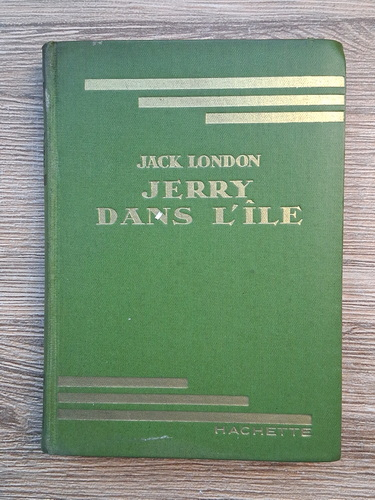 JACK LONDON
JERRY
DANS L'ÎLE
HACHETTE